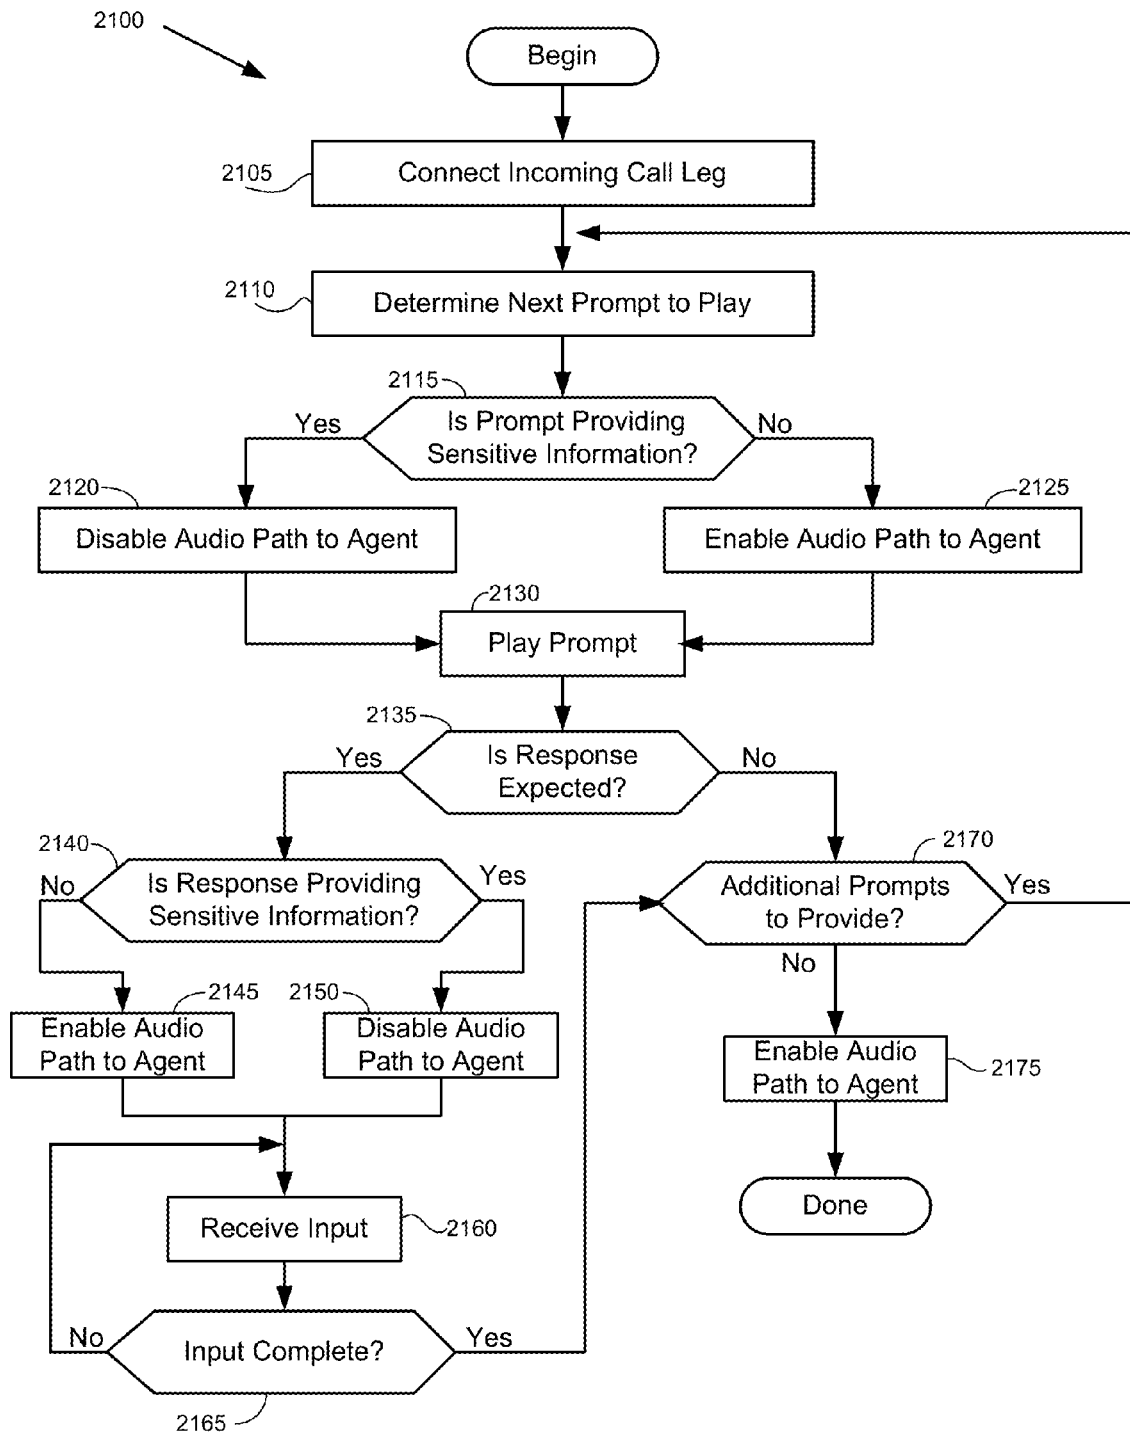 2100
Begin
2105
Connect Incoming Call Leg
2110
Determine Next Prompt to Play
2115
Yes
Is Prompt Providing
Sensitive Information?
No
2120
Disable Audio Path to Agent
2125
Enable Audio Path to Agent
2130
Play Prompt
2135
Yes
Is Response
Expected?
No
2140
No
Is Response Providing
Sensitive Information?
Yes
2170
Additional Prompts
to Provide?
Yes
No
2145
Enable Audio
Path to Agent
2150
Disable Audio
Path to Agent
Enable Audio
Path to Agent
2175
Receive Input
2160
Done
No
Input Complete?
Yes
2165